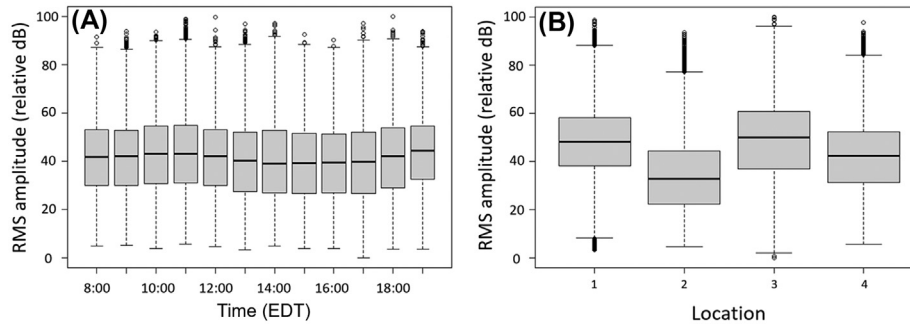 (A)
RMS amplitude (relative dB)
100
80
60
40
20
0
8:00 10:00 12:00 14:00 16:00 18:00
Time (EDT)
(B)
RMS amplitude (relative dB)
100
80
60
40
20
0
1 2 3 4
Location